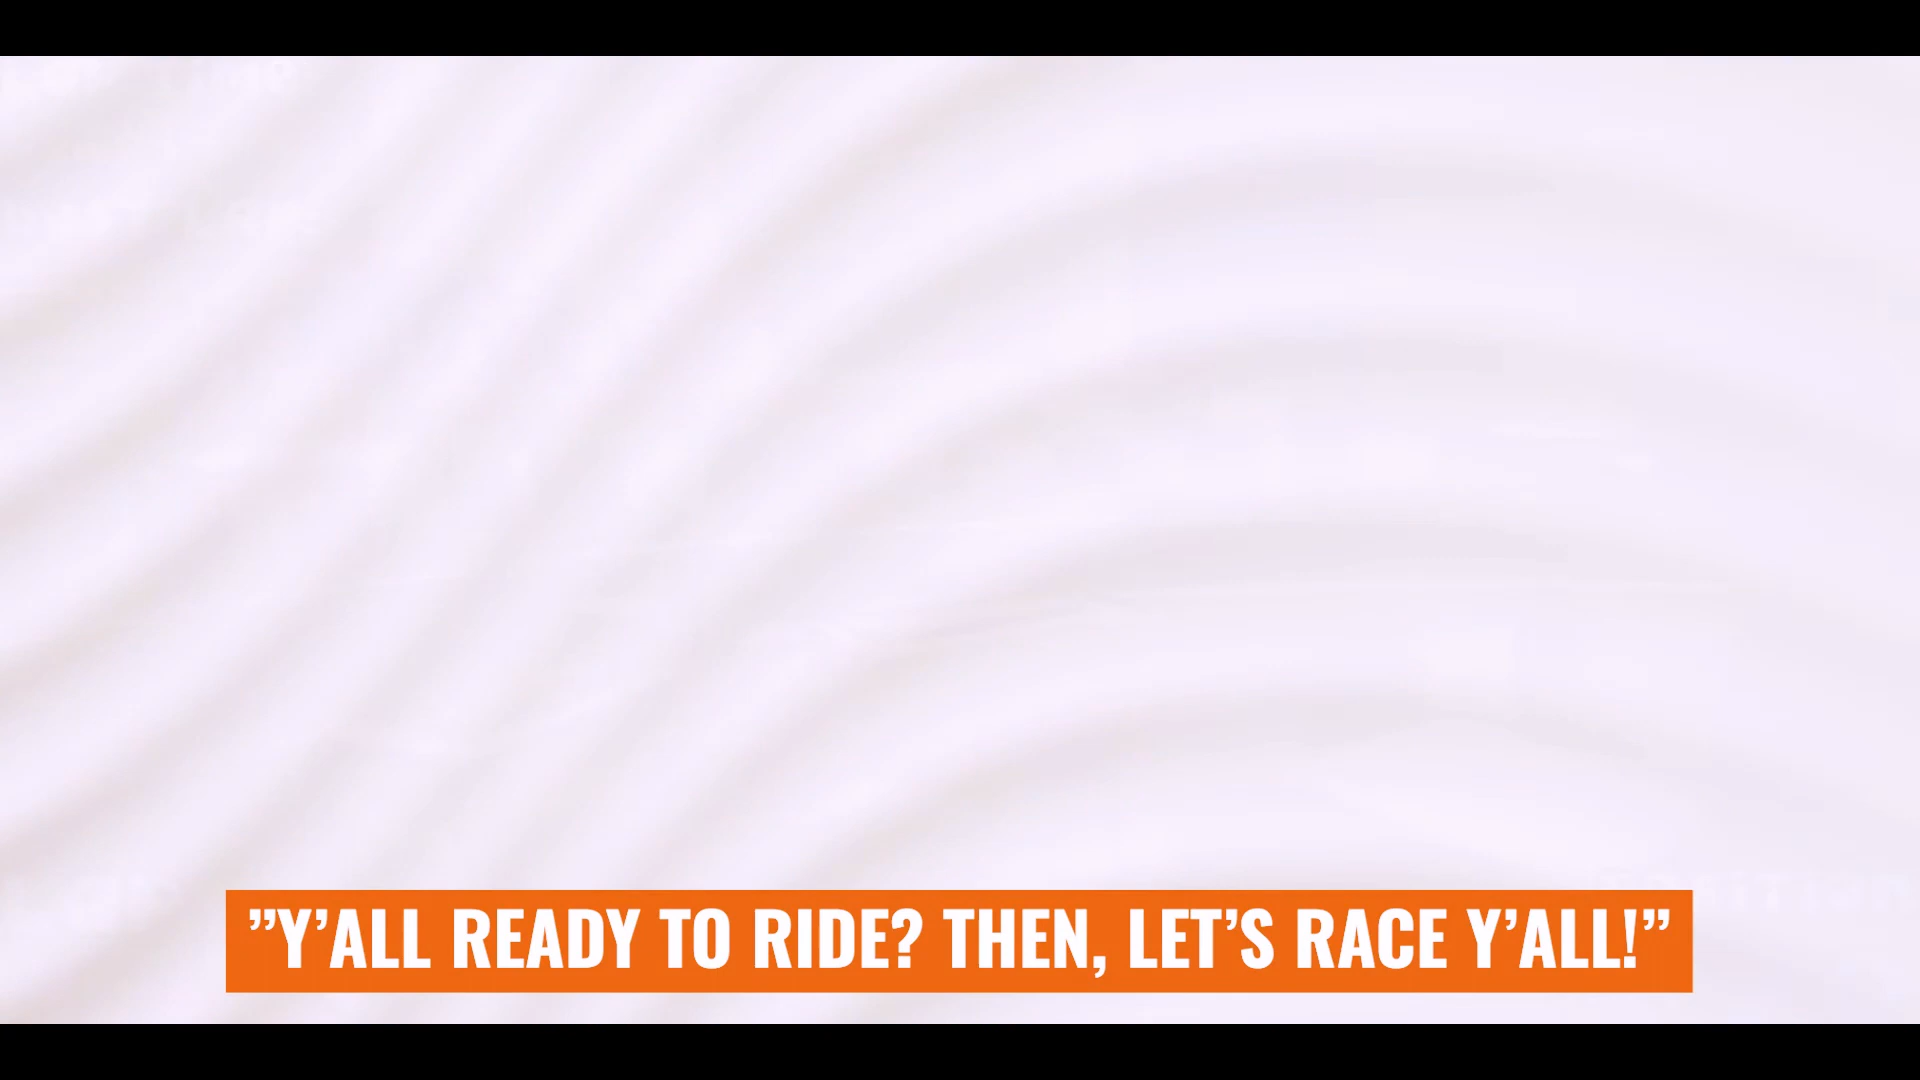 ”Y’ALL READY TO RIDE? THEN, LET’S RACE Y’ALL!”